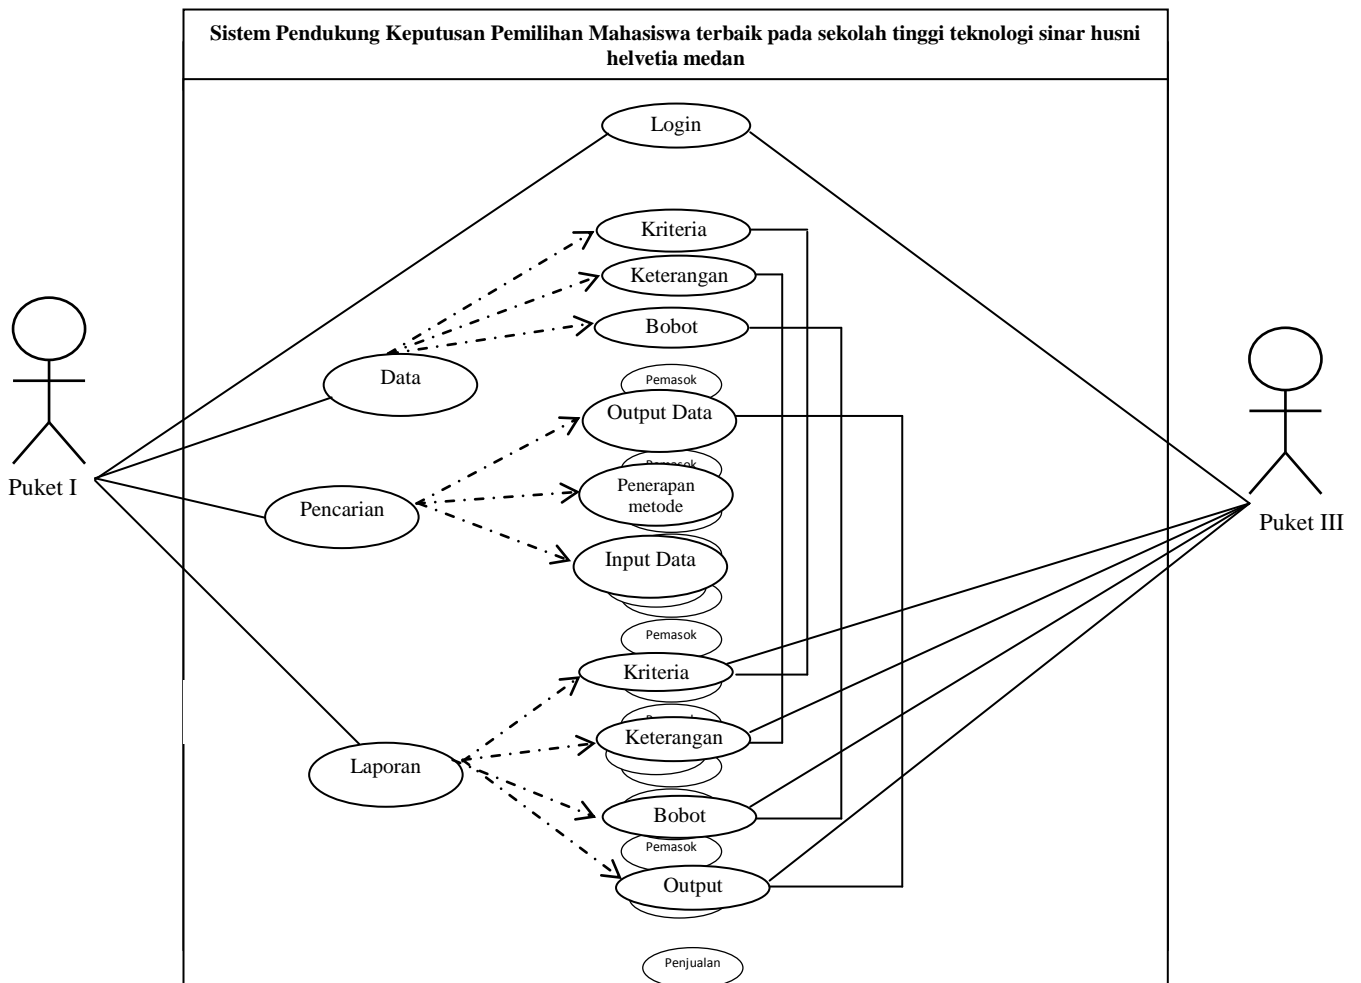 Sistem Pendukung Keputusan Pemilihan Mahasiswa terbaik pada sekolah tinggi teknologi sinar husni
helvetia medan
Login
Kriteria
Keterangan
Bobot
Data
Pemasok
Output Data
Puket I
Pencarian
Penerapan
metode
Puket III
Input Data
Pemasok
Kriteria
Keterangan
Laporan
Bobot
Pemasok
Output
Penjualan